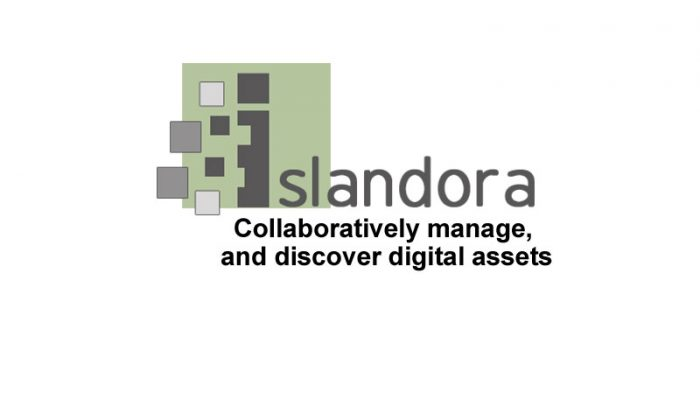 islandora
Collaboratively manage,
and discover digital assets